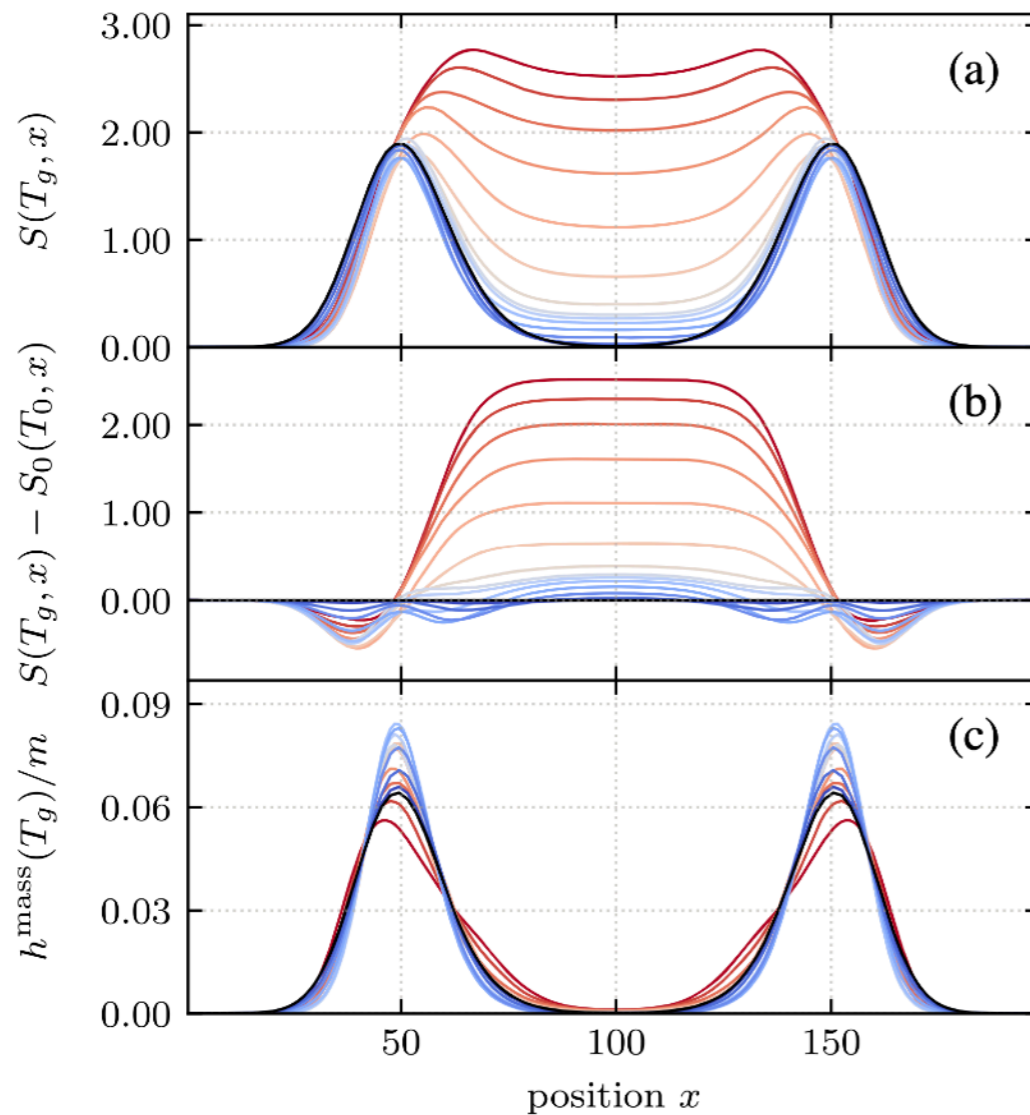 3.00
(a)
S(T_g, x)
2.00
1.00
0.00
(b)
S(T_g, x) − S_0(T_0, x)
2.00
1.00
0.00
0.09
(c)
h^mass(T_g)/m
0.06
0.03
0.00
50 100 150
position x